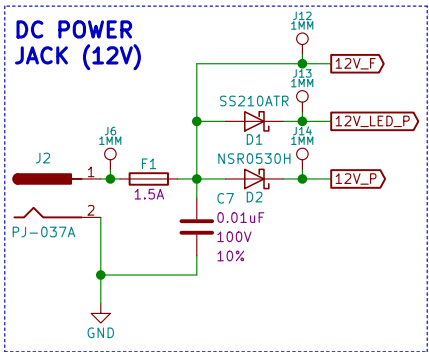 DC POWER
JACK (12V)
J12
1MM
12V_F
J13
1MM
SS210ATR
12V_LED_P
D1
J6
1MM
J14
1MM
NSR0530H
J2
1
F1
12V_P
1.5A
D2
C7
2
0.01uF
PJ-037A
100V
10%
GND